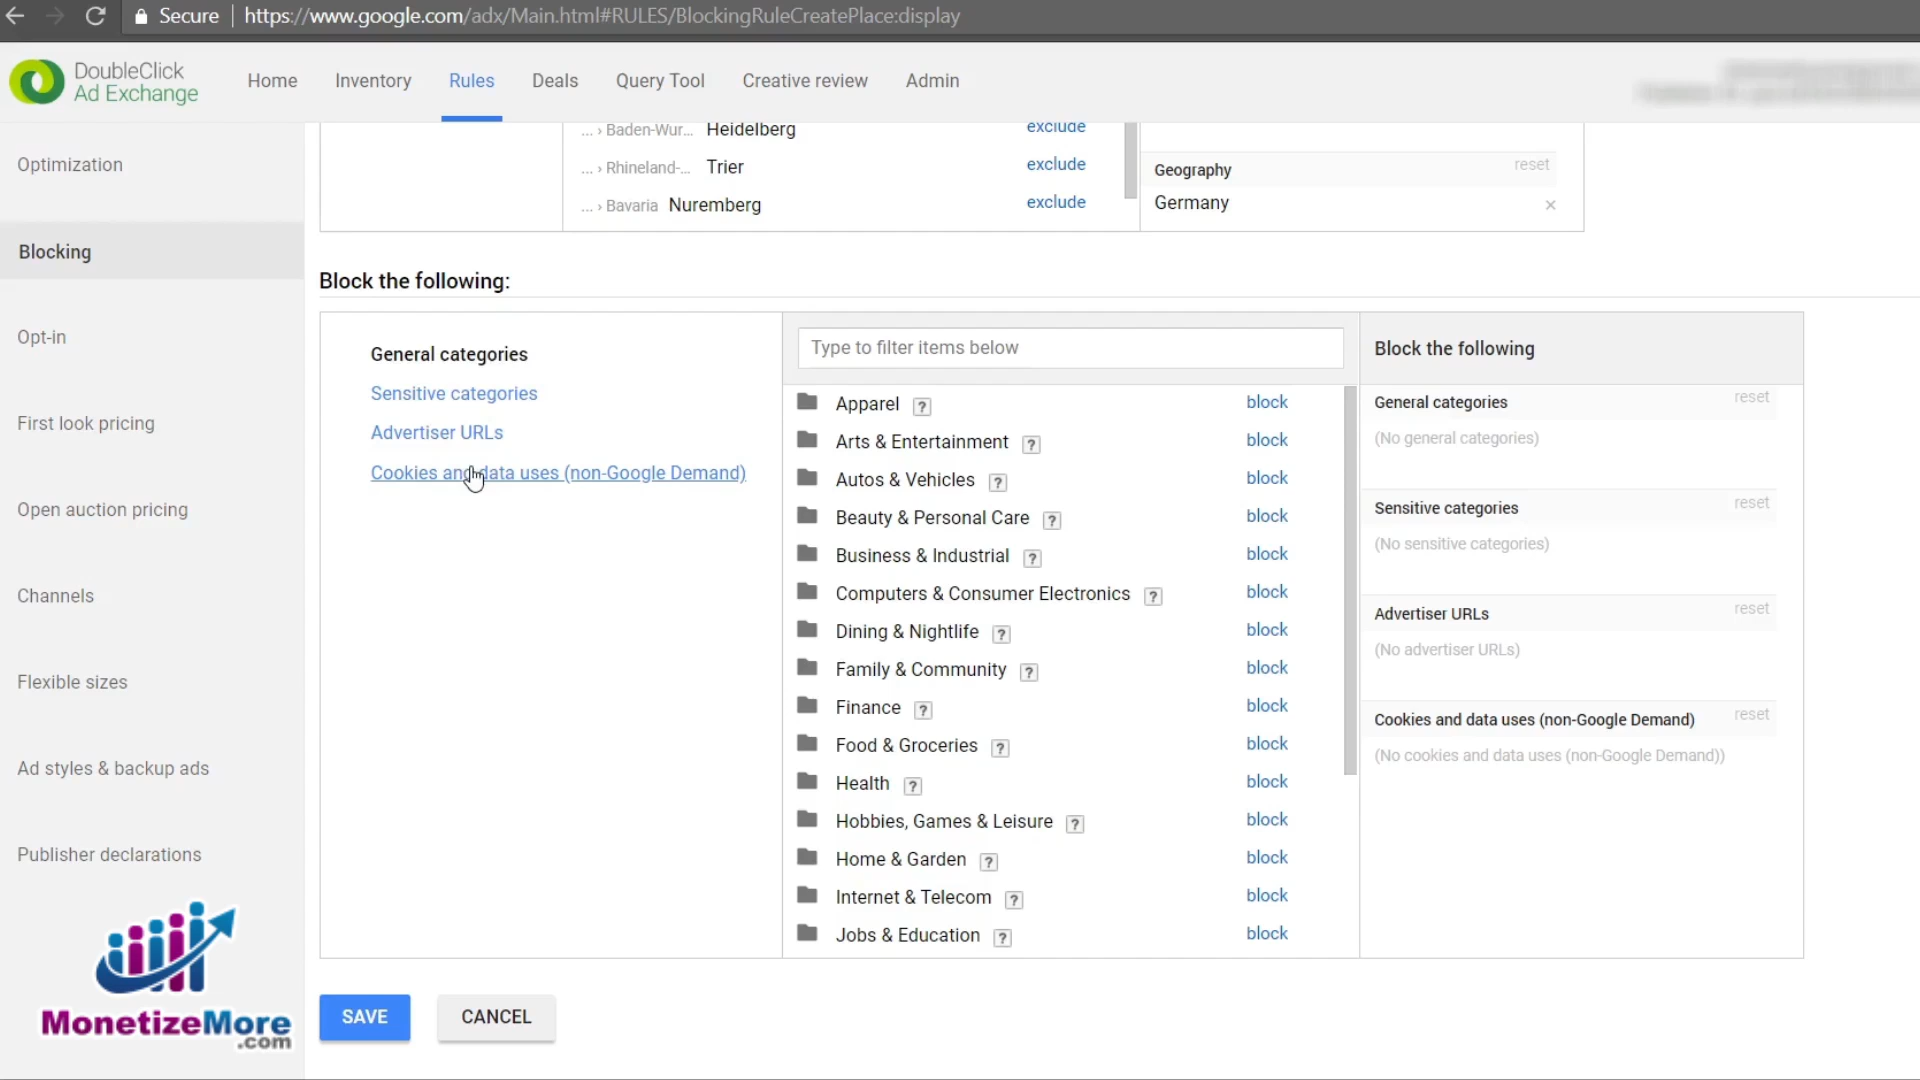 Secure https://www.google.com/adx/Main.html#RULES/BlockingRuleCreatePlace:display
DoubleClick
Ad Exchange
Home Inventory Rules Deals Query Tool Creative review Admin
Optimization
Blocking
Opt-in
First look pricing
Open auction pricing
Channels
Flexible sizes
Ad styles & backup ads
Publisher declarations
MonetizeMore
.com
... › Baden-Wur... Heidelberg exclude
... › Rhineland-... Trier exclude
... › Bavaria Nuremberg exclude
Geography reset
Germany ×
Block the following:
General categories
Sensitive categories
Advertiser URLs
Cookies and data uses (non-Google Demand)
Type to filter items below
Apparel ? block
Arts & Entertainment ? block
Autos & Vehicles ? block
Beauty & Personal Care ? block
Business & Industrial ? block
Computers & Consumer Electronics ? block
Dining & Nightlife ? block
Family & Community ? block
Finance ? block
Food & Groceries ? block
Health ? block
Hobbies, Games & Leisure ? block
Home & Garden ? block
Internet & Telecom ? block
Jobs & Education ? block
Block the following
General categories reset
(No general categories)
Sensitive categories reset
(No sensitive categories)
Advertiser URLs reset
(No advertiser URLs)
Cookies and data uses (non-Google Demand) reset
(No cookies and data uses (non-Google Demand))
SAVE CANCEL